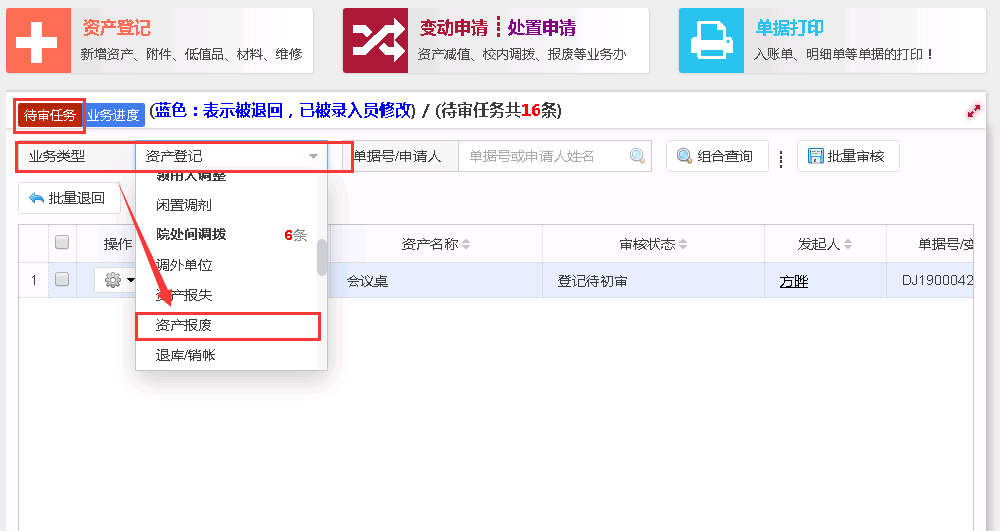 资产登记
新增资产、附件、低值品、材料、维修
变动申请 处置申请
资产减值、校内调拨、报废等业务办
单据打印
入账单、明细单等单据的打印！
待审任务 业务进度 (蓝色：表示被退回，已被录入员修改) / (待审任务共16条)
业务类型 资产登记 单据号/申请人 单据号或申请人姓名 组合查询 批量审核
批量退回
领用人调整
闲置调剂
院处间调拨 6条
调外单位
资产报失
资产报废
退库/销帐
操作 资产名称 审核状态 发起人 单据号/变
1 会议桌 登记待初审 方晔 DJ1900042